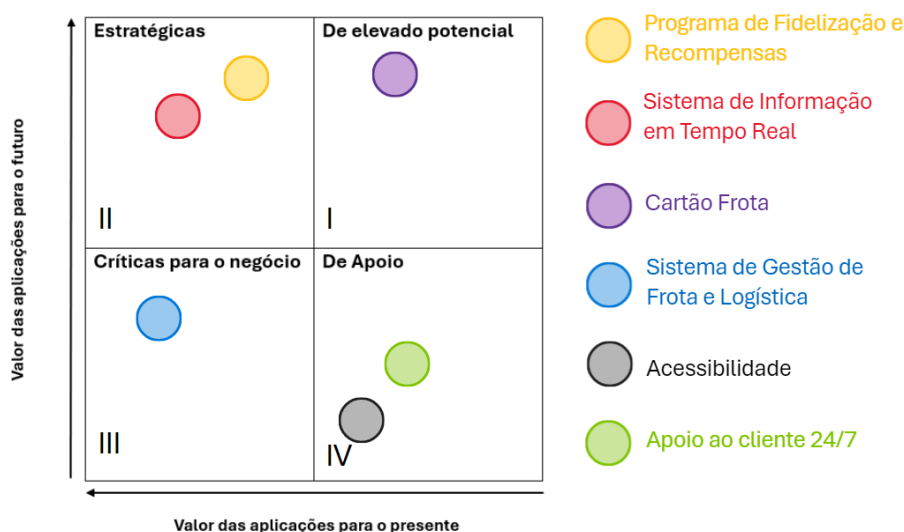 Estratégicas
De elevado potencial
II
I
Críticas para o negócio
De Apoio
III
IV
Valor das aplicações para o futuro
Valor das aplicações para o presente
Programa de Fidelização e
Recompensas
Sistema de Informação
em Tempo Real
Cartão Frota
Sistema de Gestão de
Frota e Logística
Acessibilidade
Apoio ao cliente 24/7